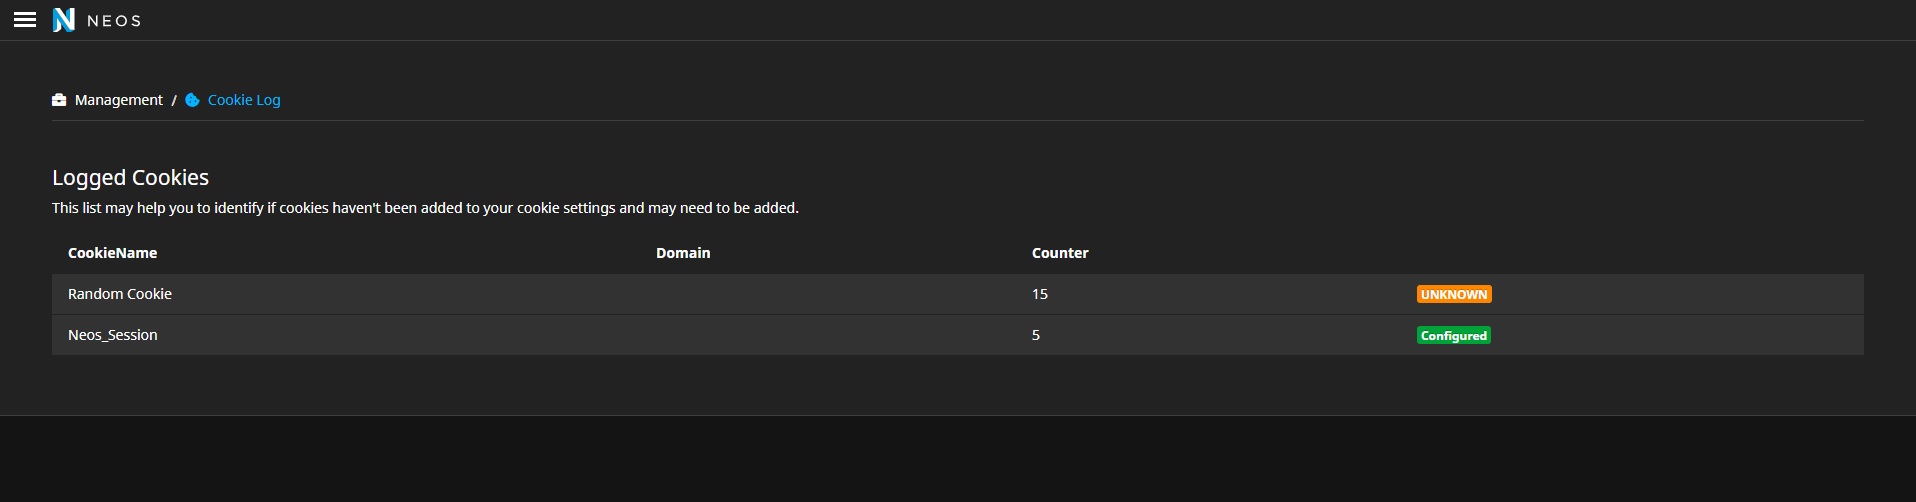 NEOS
Management / Cookie Log
Logged Cookies
This list may help you to identify if cookies haven't been added to your cookie settings and may need to be added.
CookieName Domain Counter
Random Cookie 15 UNKNOWN
Neos_Session 5 Configured